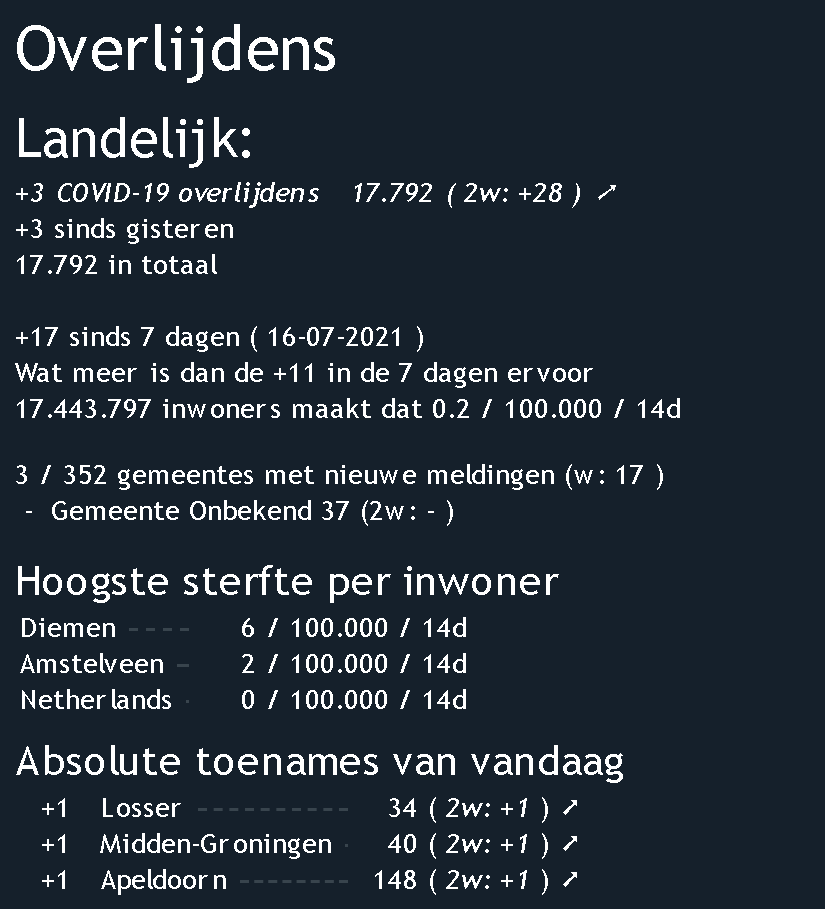 Overlijdens
Landelijk:
+3 COVID-19 overlijdens 17.792 ( 2w: +28 ) ➚
+3 sinds gisteren
17.792 in totaal
+17 sinds 7 dagen ( 16-07-2021 )
Wat meer is dan de +11 in de 7 dagen ervoor
17.443.797 inwoners maakt dat 0.2 / 100.000 / 14d
3 / 352 gemeentes met nieuwe meldingen (w: 17 )
- Gemeente Onbekend 37 (2w: - )
Hoogste sterfte per inwoner
Diemen ---- 6 / 100.000 / 14d
Amstelveen - 2 / 100.000 / 14d
Netherlands · 0 / 100.000 / 14d
Absolute toenames van vandaag
+1 Losser ---------- 34 ( 2w: +1 ) ➚
+1 Midden-Groningen · 40 ( 2w: +1 ) ➚
+1 Apeldoorn -------- 148 ( 2w: +1 ) ➚